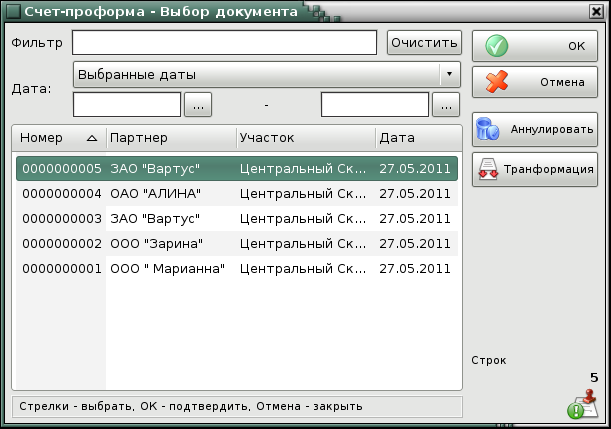 Счет-проформа - Выбор документа
Фильтр
Очистить
OK
Дата:
Выбранные даты
Отмена
... - ...
Аннулировать
Номер Партнер Участок Дата
Транформация
0000000005 ЗАО "Вартус" Центральный Ск... 27.05.2011
0000000004 ОАО "АЛИНА" Центральный Ск... 27.05.2011
0000000003 ЗАО "Вартус" Центральный Ск... 27.05.2011
0000000002 ООО "Зарина" Центральный Ск... 27.05.2011
0000000001 ООО " Марианна" Центральный Ск... 27.05.2011
Строк
5
Стрелки - выбрать, ОК - подтвердить, Отмена - закрыть